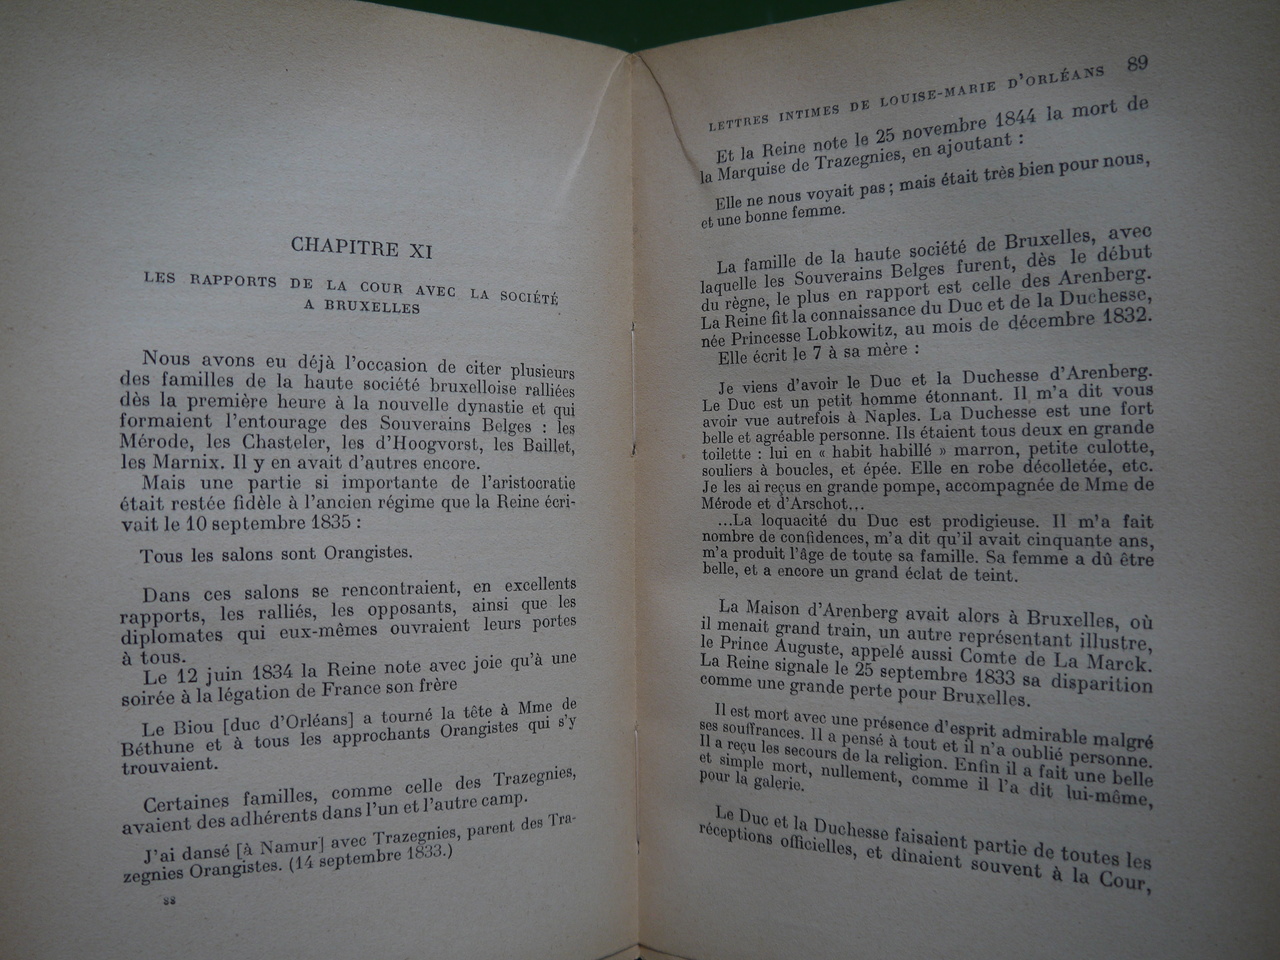 CHAPITRE XI
LES RAPPORTS DE LA COUR AVEC LA SOCIÉTÉ
A BRUXELLES
Nous avons eu déjà l'occasion de citer plusieurs
des familles de la haute société bruxelloise ralliées
dès la première heure à la nouvelle dynastie et qui
formaient l'entourage des Souverains Belges : les
Mérode, les Chasteler, les d'Hoogvorst, les Baillet,
les Marnix. Il y en avait d'autres encore.
Mais une partie si importante de l'aristocratie
était restée fidèle à l'ancien régime que la Reine écri-
vait le 10 septembre 1835 :
Tous les salons sont Orangistes.
Dans ces salons se rencontraient, en excellents
rapports, les ralliés, les opposants, ainsi que les
diplomates qui eux-mêmes ouvraient leurs portes
à tous.
Le 12 juin 1834 la Reine note avec joie qu'à une
soirée à la légation de France son frère
Le Biou [duc d'Orléans] a tourné la tête à Mme de
Béthune et à tous les approchants Orangistes qui s'y
trouvaient.
Certaines familles, comme celle des Trazegnies,
avaient des adhérents dans l'un et l'autre camp.
J'ai dansé [à Namur] avec Trazegnies, parent des Tra-
zegnies Orangistes. (14 septembre 1833.)
88
LETTRES INTIMES DE LOUISE-MARIE D'ORLÉANS 89
Et la Reine note le 25 novembre 1844 la mort de
la Marquise de Trazegnies, en ajoutant :
Elle ne nous voyait pas ; mais était très bien pour nous,
et une bonne femme.
La famille de la haute société de Bruxelles, avec
laquelle les Souverains Belges furent, dès le début
du règne, le plus en rapport est celle des Arenberg.
La Reine fit la connaissance du Duc et de la Duchesse,
née Princesse Lobkowitz, au mois de décembre 1832.
Elle écrit le 7 à sa mère :
Je viens d'avoir le Duc et la Duchesse d'Arenberg.
Le Duc est un petit homme étonnant. Il m'a dit vous
avoir vue autrefois à Naples. La Duchesse est une fort
belle et agréable personne. Ils étaient tous deux en grande
toilette : lui en « habit habillé » marron, petite culotte,
souliers à boucles, et épée. Elle en robe décolletée, etc.
Je les ai reçus en grande pompe, accompagnée de Mme de
Mérode et d'Arschot...
...La loquacité du Duc est prodigieuse. Il m'a fait
nombre de confidences, m'a dit qu'il avait cinquante ans,
m'a produit l'âge de toute sa famille. Sa femme a dû être
belle, et a encore un grand éclat de teint.
La Maison d'Arenberg avait alors à Bruxelles, où
il menait grand train, un autre représentant illustre,
le Prince Auguste, appelé aussi Comte de La Marck.
La Reine signale le 25 septembre 1833 sa disparition
comme une grande perte pour Bruxelles.
Il est mort avec une présence d'esprit admirable malgré
ses souffrances. Il a pensé à tout et il n'a oublié personne.
Il a reçu les secours de la religion. Enfin il a fait une belle
et simple mort, nullement, comme il l'a dit lui-même,
pour la galerie.
Le Duc et la Duchesse faisaient partie de toutes les
réceptions officielles, et dînaient souvent à la Cour,